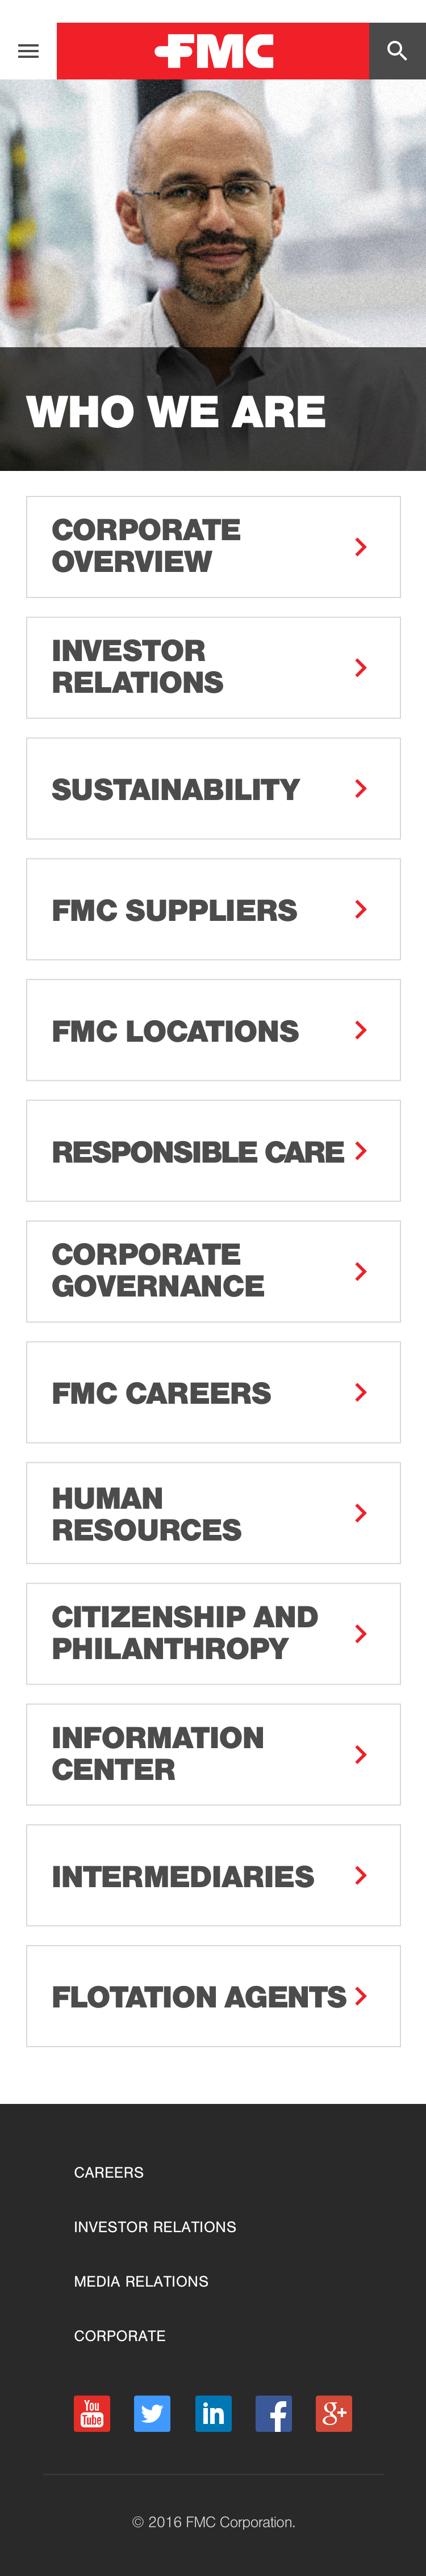 FMC
WHO WE ARE
CORPORATE
OVERVIEW
INVESTOR
RELATIONS
SUSTAINABILITY
FMC SUPPLIERS
FMC LOCATIONS
RESPONSIBLE CARE
CORPORATE
GOVERNANCE
FMC CAREERS
HUMAN
RESOURCES
CITIZENSHIP AND
PHILANTHROPY
INFORMATION
CENTER
INTERMEDIARIES
FLOTATION AGENTS
CAREERS
INVESTOR RELATIONS
MEDIA RELATIONS
CORPORATE
You
Tube
in
f
g+
© 2016 FMC Corporation.